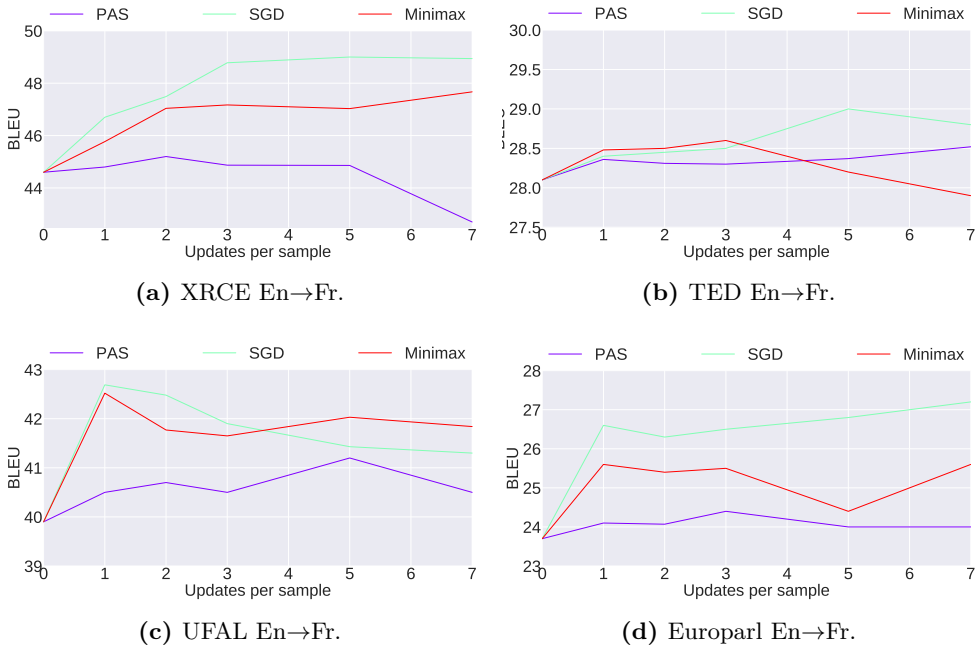 PAS SGD Minimax
50
48
46
44
BLEU
0 1 2 3 4 5 6 7
Updates per sample
(a) XRCE En→Fr.
PAS SGD Minimax
30.0
29.5
29.0
28.5
28.0
27.5
BLEU
0 1 2 3 4 5 6 7
Updates per sample
(b) TED En→Fr.
PAS SGD Minimax
43
42
41
40
39
BLEU
0 1 2 3 4 5 6 7
Updates per sample
(c) UFAL En→Fr.
PAS SGD Minimax
28
27
26
25
24
23
BLEU
0 1 2 3 4 5 6 7
Updates per sample
(d) Europarl En→Fr.